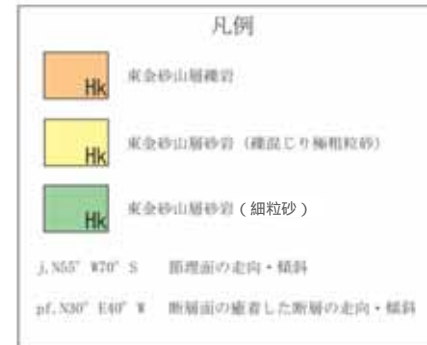 凡例
Hk 東金砂山層礫岩
Hk 東金砂山層砂岩（礫混じり極粗粒砂）
Hk 東金砂山層砂岩(細粒砂)
j,N55° W70° S 節理面の走向・傾斜
pf,N30° E40° W 断層面の癒着した断層の走向・傾斜